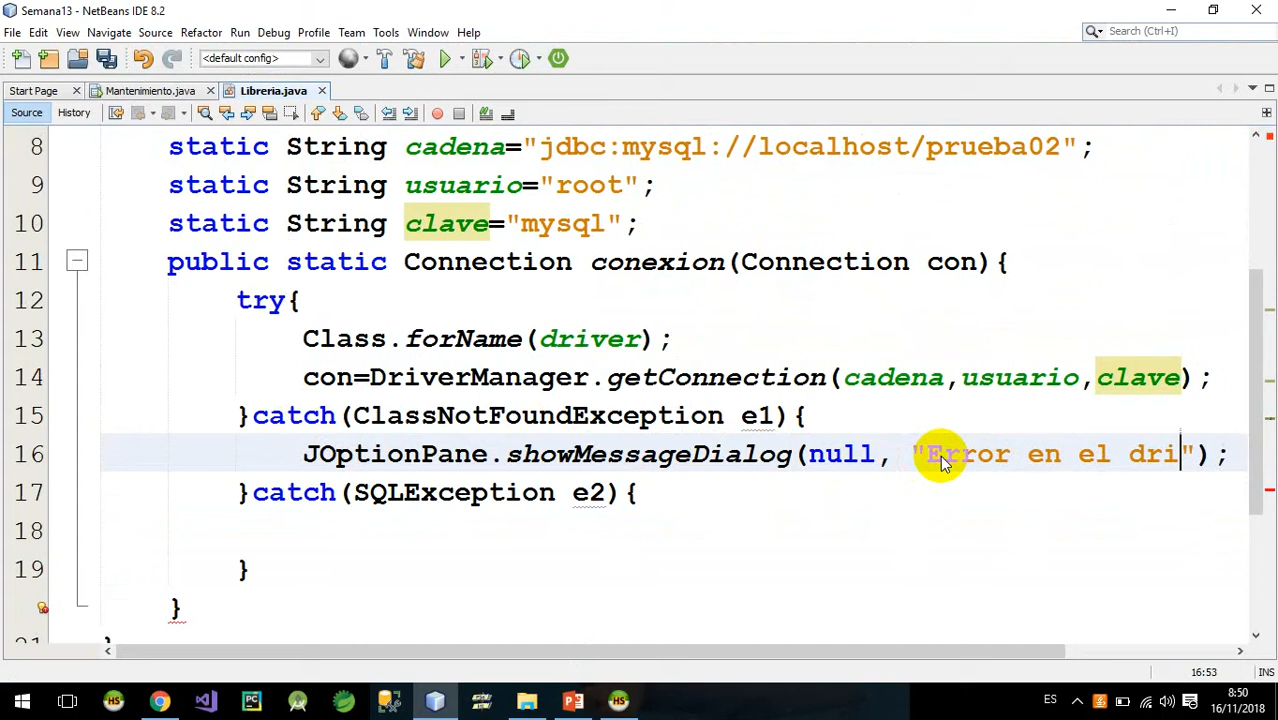 Semana13 - NetBeans IDE 8.2
File Edit View Navigate Source Refactor Run Debug Profile Team Tools Window Help
<default config>
Search (Ctrl+I)
Start Page Mantenimiento.java Libreria.java
Source History
8 static String cadena="jdbc:mysql://localhost/prueba02";
9 static String usuario="root";
10 static String clave="mysql";
11 public static Connection conexion(Connection con){
12 try{
13 Class.forName(driver);
14 con=DriverManager.getConnection(cadena,usuario,clave);
15 }catch(ClassNotFoundException e1){
16 JOptionPane.showMessageDialog(null, "Error en el dri");
17 }catch(SQLException e2){
18
19 }
}
21 }
16:53 INS
ES 8:50
16/11/2018